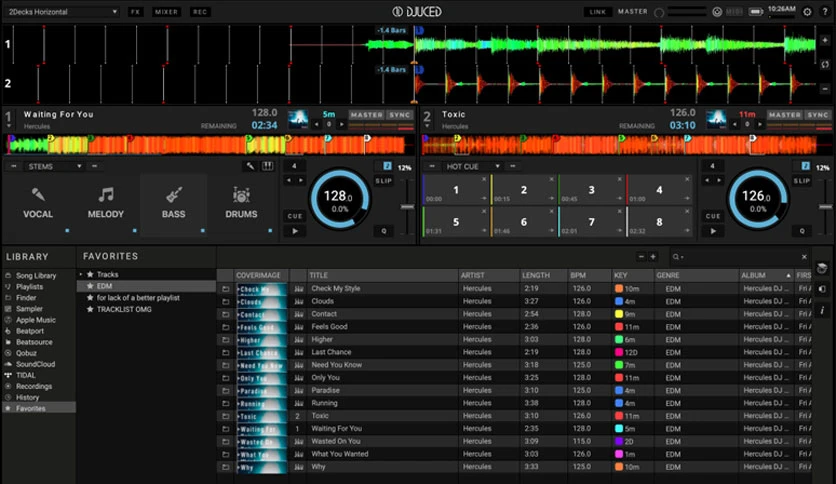 2Decks Horizontal FX MIXER REC DJUCED LINK MASTER MIDI 10:26AM ?
1 -1.4 Bars
2 -1.4 Bars
1 Waiting For You 128.0 5m MASTER SYNC
Hercules REMAINING 02:34 0
2 Toxic 126.0 11m MASTER SYNC
Hercules REMAINING 03:10 0
STEMS 4 12%
SLIP
VOCAL MELODY BASS DRUMS
128.0
0.0%
CUE Q
HOT CUE 4 12%
SLIP
1 2 3 4
00:00 00:15 00:45 01:00
5 6 7 8
01:31 01:46 02:01 02:32
126.0
0.0%
CUE Q
LIBRARY
Song Library
Playlists
Finder
Sampler
Apple Music
Beatport
Beatsource
Qobuz
SoundCloud
TIDAL
Recordings
History
Favorites
FAVORITES
Tracks
EDM
for lack of a better playlist
TRACKLIST OMG
COVERIMAGE TITLE ARTIST LENGTH BPM KEY GENRE ALBUM FIRS
Check My Check My Style Hercules 2:19 126.0 10m EDM Hercules DJ ... Fri A
Clouds Clouds Hercules 3:27 128.0 4m EDM Hercules DJ ... Fri A
Contact Contact Hercules 2:54 128.0 9m EDM Hercules DJ ... Fri A
Feels Good Feels Good Hercules 2:36 126.0 11m EDM Hercules DJ ... Fri A
Higher Higher Hercules 3:03 128.0 6m EDM Hercules DJ ... Fri A
Last Chance Last Chance Hercules 2:19 128.0 12D EDM Hercules DJ ... Fri A
Need You Now Need You Know Hercules 3:18 125.0 7m EDM Hercules DJ ... Fri A
Only You Only You Hercules 3:25 128.0 11m EDM Hercules DJ ... Fri A
Paradise Paradise Hercules 3:10 125.0 4m EDM Hercules DJ ... Fri A
Running Running Hercules 3:38 128.0 4m EDM Hercules DJ ... Fri A
Toxic 2 Toxic Hercules 3:10 126.0 11m EDM Hercules DJ ... Fri A
Waiting For 1 Waiting For You Hercules 2:35 128.0 5m EDM Hercules DJ ... Fri A
Wasted On Wasted On You Hercules 3:09 115.0 2D EDM Hercules DJ ... Fri A
What You What You Wanted Hercules 3:03 126.0 1m EDM Hercules DJ ... Fri A
Why Why Hercules 3:33 125.0 10m EDM Hercules DJ ... Fri A